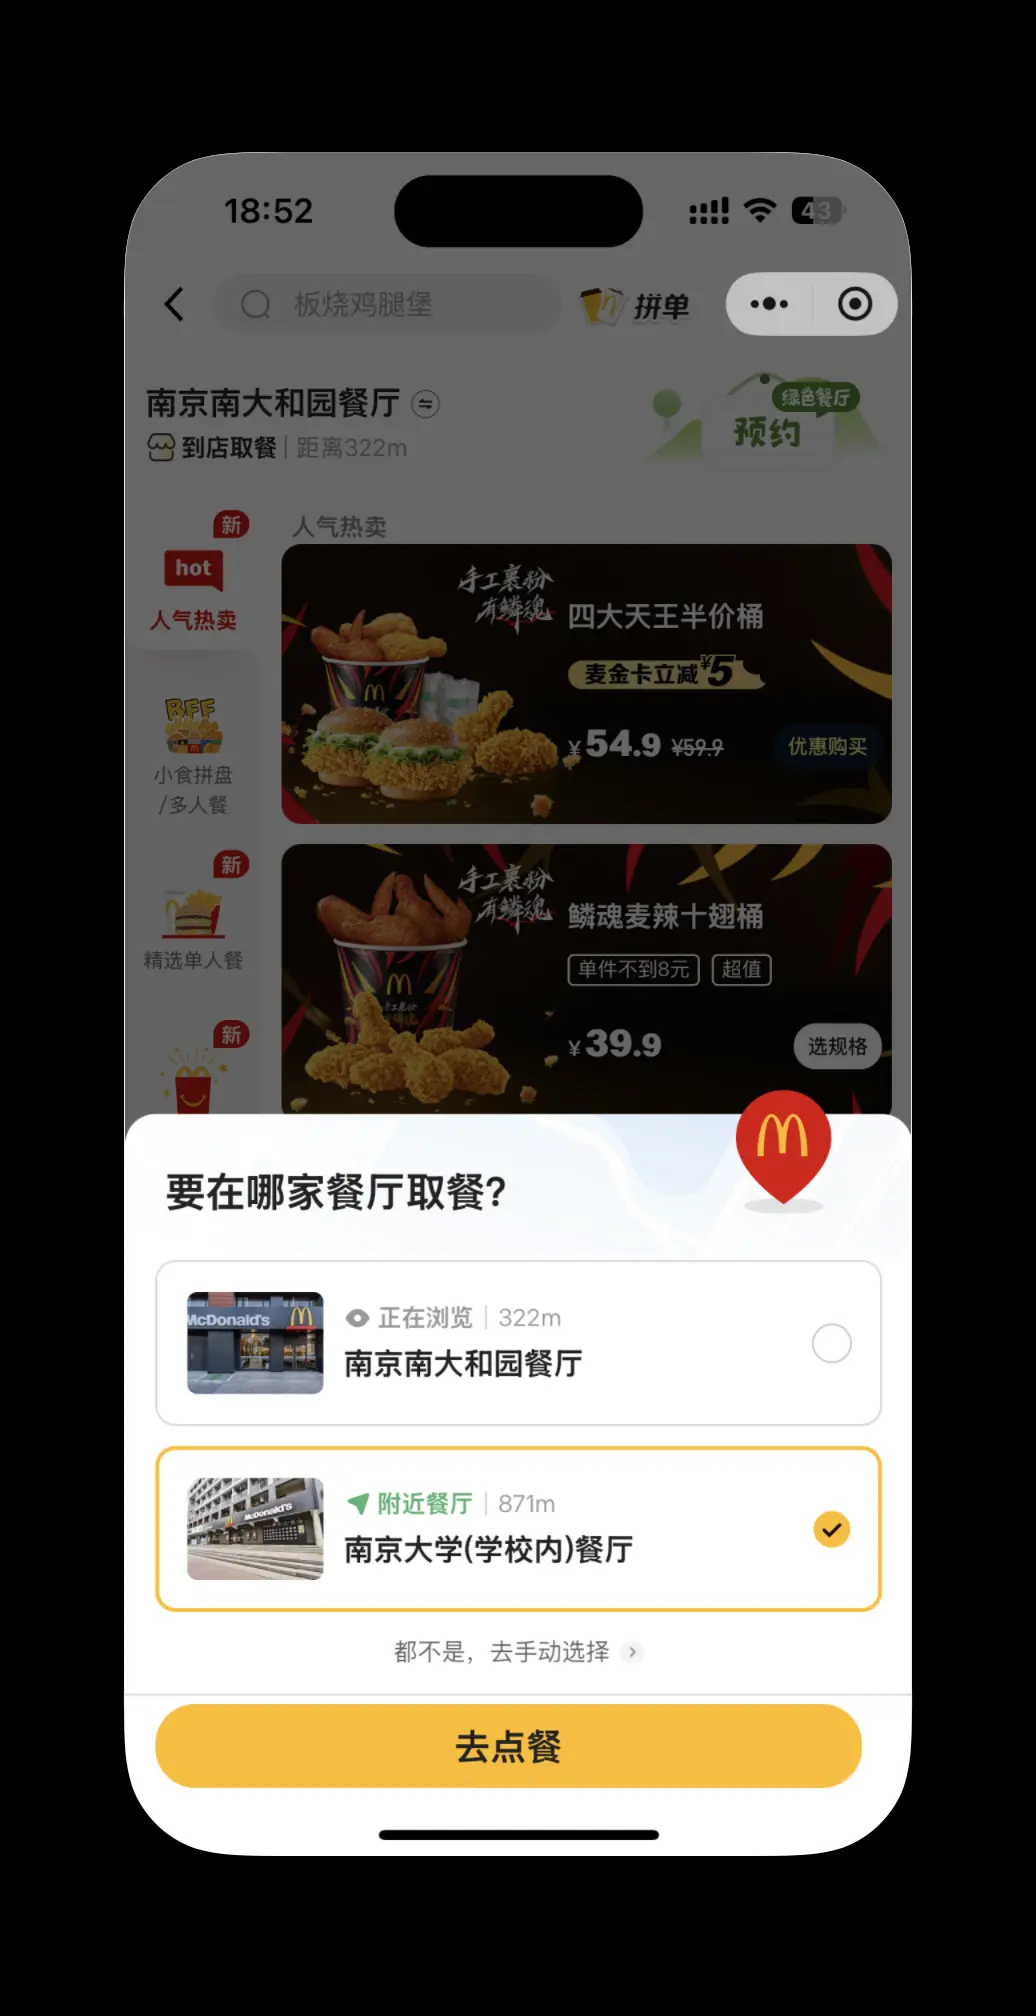 18:52
43
板烧鸡腿堡
拼单
南京南大和园餐厅
到店取餐 | 距离322m
绿色餐厅
预约
新
hot
人气热卖
BFF
小食拼盘
/多人餐
新
精选单人餐
新
人气热卖
手工裹粉
有鳞魂
四大天王半价桶
麦金卡立减¥5
¥54.9 ¥59.9
优惠购买
手工裹粉
有鳞魂
鳞魂麦辣十翅桶
单件不到8元 超值
¥39.9
选规格
要在哪家餐厅取餐?
McDonald's
正在浏览 | 322m
南京南大和园餐厅
McDonald's
附近餐厅 | 871m
南京大学(学校内)餐厅
都不是，去手动选择
去点餐